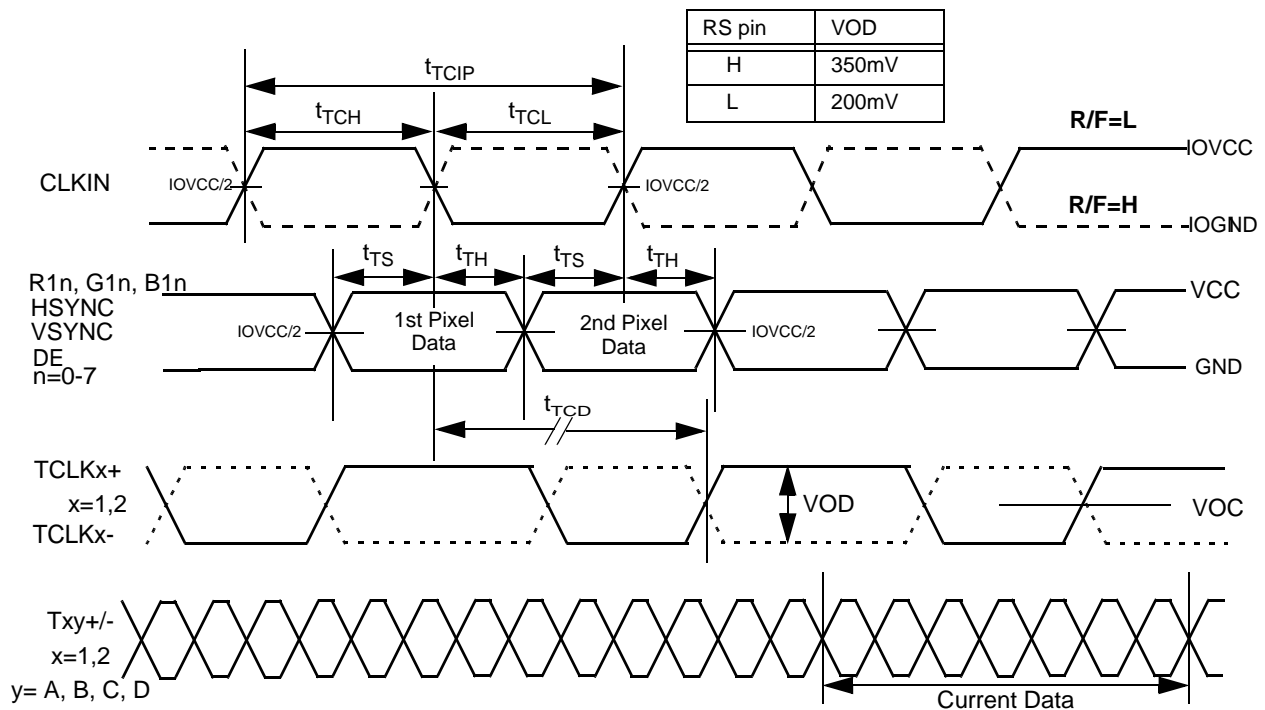 RS pin VOD
H 350mV
L 200mV
tTCIP
tTCH tTCL
R/F=L
IOVCC
CLKIN IOVCC/2 IOVCC/2
R/F=H
IOGND
tTS tTH tTS tTH
R1n, G1n, B1n
HSYNC
VSYNC
DE
n=0-7
IOVCC/2
1st Pixel
Data
2nd Pixel
Data
IOVCC/2
VCC
GND
tTCD
TCLKx+
x=1,2
TCLKx-
VOD
VOC
Txy+/-
x=1,2
y= A, B, C, D
Current Data